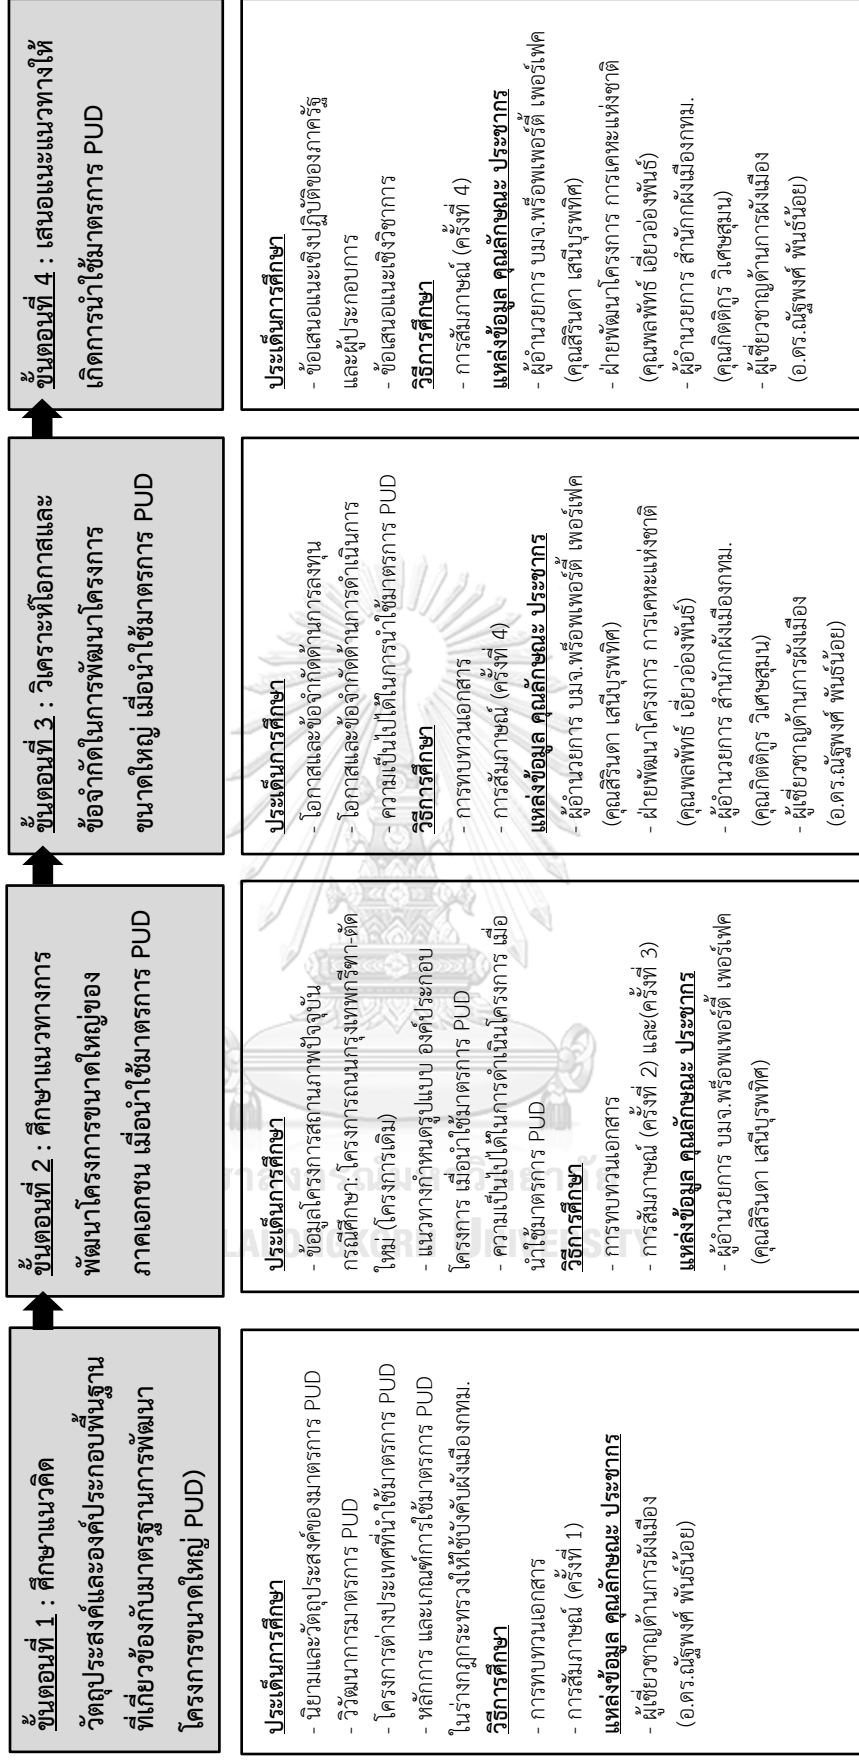 ขั้นตอนที่ 1 : ศึกษาแนวคิด
วัตถุประสงค์และองค์ประกอบพื้นฐาน
ที่เกี่ยวข้องกับมาตรฐานการพัฒนา
โครงการขนาดใหญ่ PUD)
ประเด็นการศึกษา
- นิยามและวัตถุประสงค์ของมาตรการ PUD
- วิวัฒนาการมาตรการ PUD
- โครงการต่างประเทศที่นำใช้มาตรการ PUD
- หลักการ และเกณฑ์การใช้มาตรการ PUD
ในร่างกฎกระทรวงให้ใช้บังคับผังเมืองกทม.
วิธีการศึกษา
- การทบทวนเอกสาร
- การสัมภาษณ์ (ครั้งที่ 1)
แหล่งข้อมูล คุณลักษณะ ประชากร
- ผู้เชี่ยวชาญด้านการผังเมือง
(อ.ดร.ณัฐพงศ์ พันธ์น้อย)
ขั้นตอนที่ 2 : ศึกษาแนวทางการ
พัฒนาโครงการขนาดใหญ่ของ
ภาคเอกชน เมื่อนำใช้มาตรการ PUD
ประเด็นการศึกษา
- ข้อมูลโครงการสถานภาพปัจจุบัน
กรณีศึกษา: โครงการถนนกรุงเทพกรีฑา-ตัด
ใหม่ (โครงการเดิม)
- แนวทางกำหนดรูปแบบ องค์ประกอบ
โครงการ เมื่อนำใช้มาตรการ PUD
- ความเป็นไปได้ในการดำเนินโครงการ เมื่อ
นำใช้มาตรการ PUD
วิธีการศึกษา
- การทบทวนเอกสาร
- การสัมภาษณ์ (ครั้งที่ 2) และ(ครั้งที่ 3)
แหล่งข้อมูล คุณลักษณะ ประชากร
- ผู้อำนวยการ บมจ.พร็อพเพอร์ตี้ เพอร์เฟค
(คุณสิรินดา เสนีบุรพทิศ)
ขั้นตอนที่ 3 : วิเคราะห์โอกาสและ
ข้อจำกัดในการพัฒนาโครงการ
ขนาดใหญ่ เมื่อนำใช้มาตรการ PUD
ประเด็นการศึกษา
- โอกาสและข้อจำกัดด้านการลงทุน
- โอกาสและข้อจำกัดด้านการดำเนินการ
- ความเป็นไปได้ในการนำใช้มาตรการ PUD
วิธีการศึกษา
- การทบทวนเอกสาร
- การสัมภาษณ์ (ครั้งที่ 4)
แหล่งข้อมูล คุณลักษณะ ประชากร
- ผู้อำนวยการ บมจ.พร็อพเพอร์ตี้ เพอร์เฟค
(คุณสิรินดา เสนีบุรพทิศ)
- ฝ่ายพัฒนาโครงการ การเคหะแห่งชาติ
(คุณพลพัทธ์ เอี่ยวอ่องพันธ์)
- ผู้อำนวยการ สำนักกผังเมืองกทม.
(คุณกิตติกูร วิเศษสุมน)
- ผู้เชี่ยวชาญด้านการผังเมือง
(อ.ดร.ณัฐพงศ์ พันธ์น้อย)
ขั้นตอนที่ 4 : เสนอแนะแนวทางให้
เกิดการนำใช้มาตรการ PUD
ประเด็นการศึกษา
- ข้อเสนอแนะเชิงปฏิบัติของภาครัฐ
และผู้ประกอบการ
- ข้อเสนอแนะเชิงวิชาการ
วิธีการศึกษา
- การสัมภาษณ์ (ครั้งที่ 4)
แหล่งข้อมูล คุณลักษณะ ประชากร
- ผู้อำนวยการ บมจ.พร็อพเพอร์ตี้ เพอร์เฟค
(คุณสิรินดา เสนีบุรพทิศ)
- ฝ่ายพัฒนาโครงการ การเคหะแห่งชาติ
(คุณพลพัทธ์ เอี่ยวอ่องพันธ์)
- ผู้อำนวยการ สำนักกผังเมืองกทม.
(คุณกิตติกูร วิเศษสุมน)
- ผู้เชี่ยวชาญด้านการผังเมือง
(อ.ดร.ณัฐพงศ์ พันธ์น้อย)